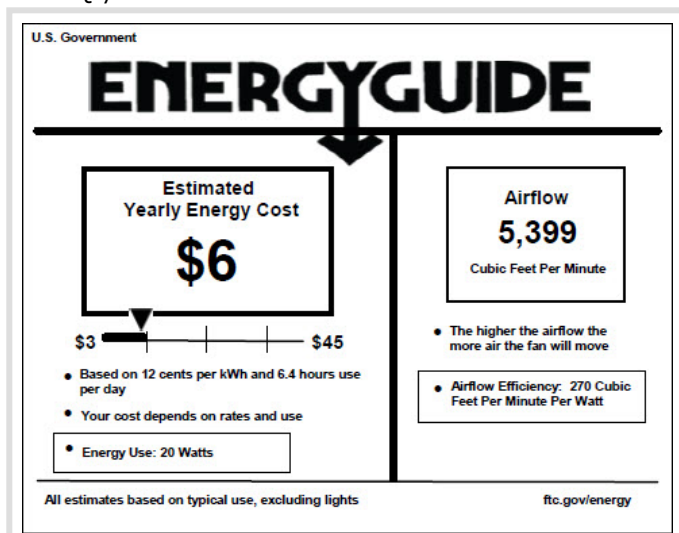 U.S. Government
ENERGYGUIDE
Estimated
Yearly Energy Cost
$6
$3
$45
• Based on 12 cents per kWh and 6.4 hours use
per day
• Your cost depends on rates and use
• Energy Use: 20 Watts
Airflow
5,399
Cubic Feet Per Minute
• The higher the airflow the
more air the fan will move
• Airflow Efficiency: 270 Cubic
Feet Per Minute Per Watt
All estimates based on typical use, excluding lights
ftc.gov/energy